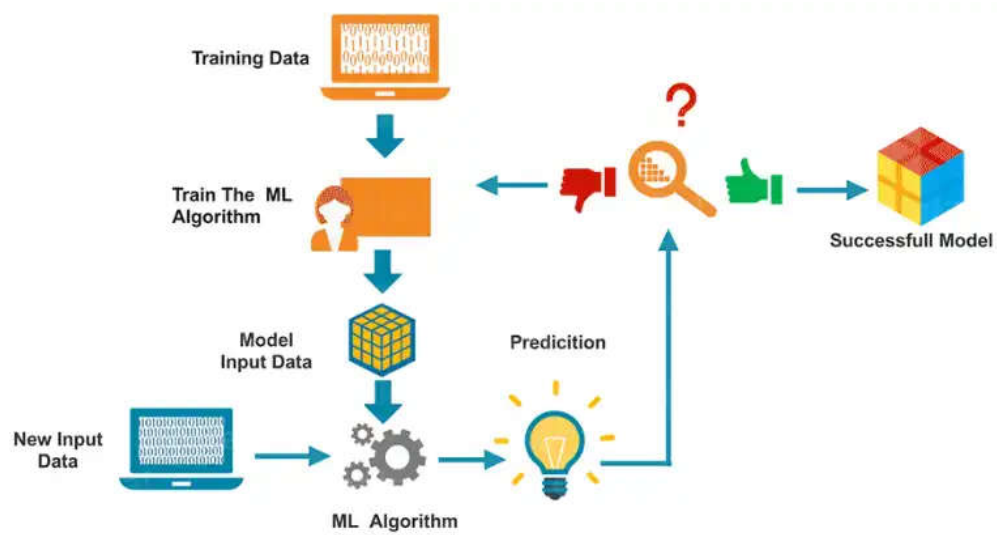 Training Data
?
Train The ML
Algorithm
Successfull Model
Model
Input Data
Predicition
New Input
Data
ML Algorithm